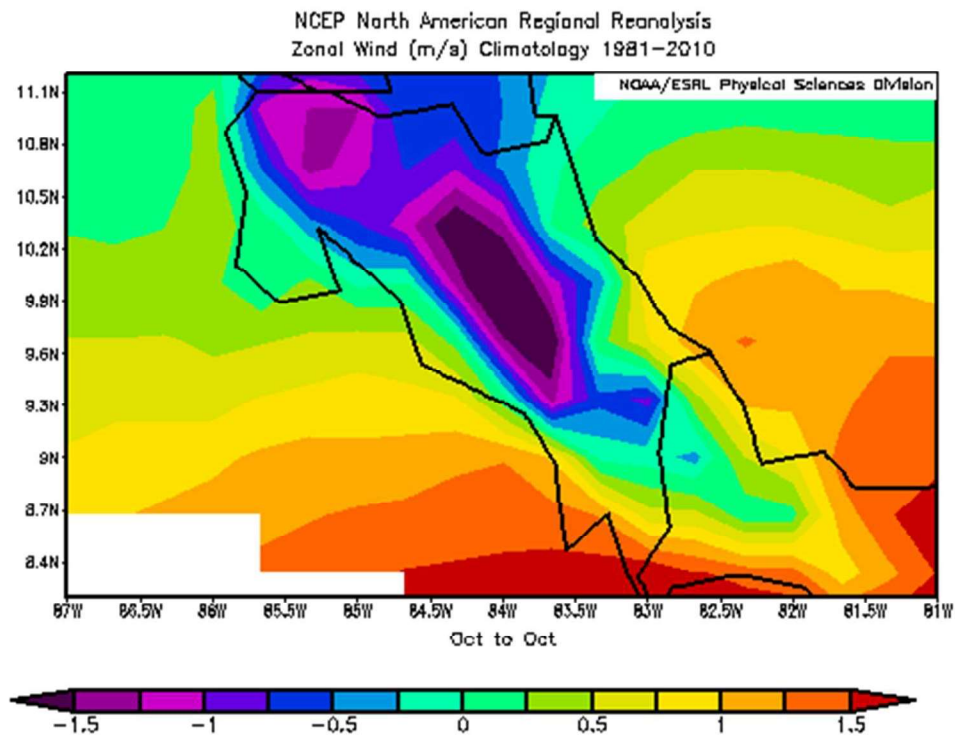 NCEP North American Regional Reanalysis
Zonal Wind (m/s) Climatology 1981-2010
NOAA/ESRL Physical Sciences Division
11.1N
10.8N
10.5N
10.2N
9.9N
9.6N
9.3N
9N
8.7N
8.4N
87W 86.5W 86W 85.5W 85W 84.5W 84W 83.5W 83W 82.5W 82W 81.5W 81W
Oct to Oct
-1.5 -1 -0.5 0 0.5 1 1.5